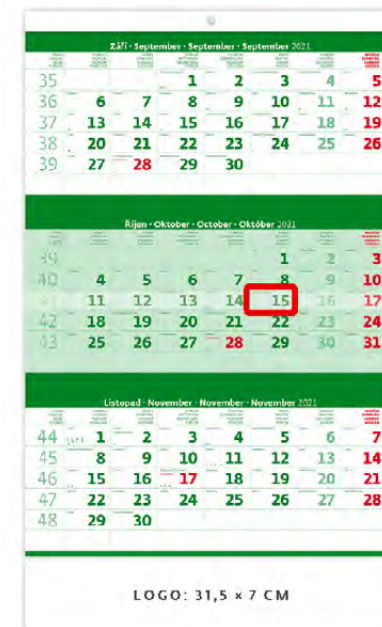 Září · September · September · September 2021
35 1 2 3 4 5
36 6 7 8 9 10 11 12
37 13 14 15 16 17 18 19
38 20 21 22 23 24 25 26
39 27 28 29 30
Říjen · Oktober · October · Október 2021
39 1 2 3
40 4 5 6 7 8 9 10
41 11 12 13 14 15 16 17
42 18 19 20 21 22 23 24
43 25 26 27 28 29 30 31
Listopad · November · November · November 2021
44 1 2 3 4 5 6 7
45 8 9 10 11 12 13 14
46 15 16 17 18 19 20 21
47 22 23 24 25 26 27 28
48 29 30
LOGO: 31,5 × 7 CM